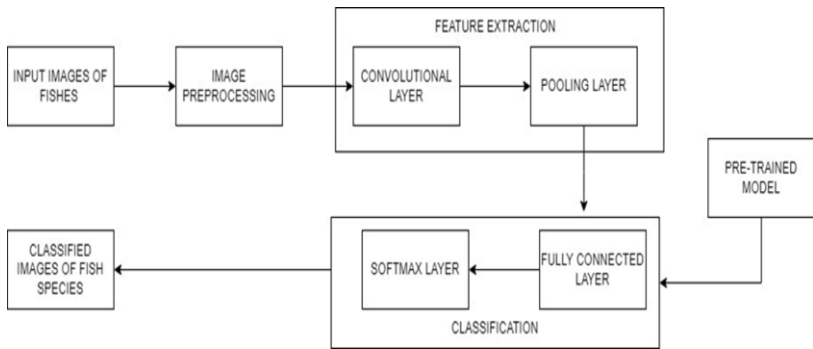 FEATURE EXTRACTION
INPUT IMAGES OF
FISHES
IMAGE
PREPROCESSING
CONVOLUTIONAL
LAYER
POOLING LAYER
PRE-TRAINED
MODEL
CLASSIFIED
IMAGES OF FISH
SPECIES
SOFTMAX LAYER
FULLY CONNECTED
LAYER
CLASSIFICATION